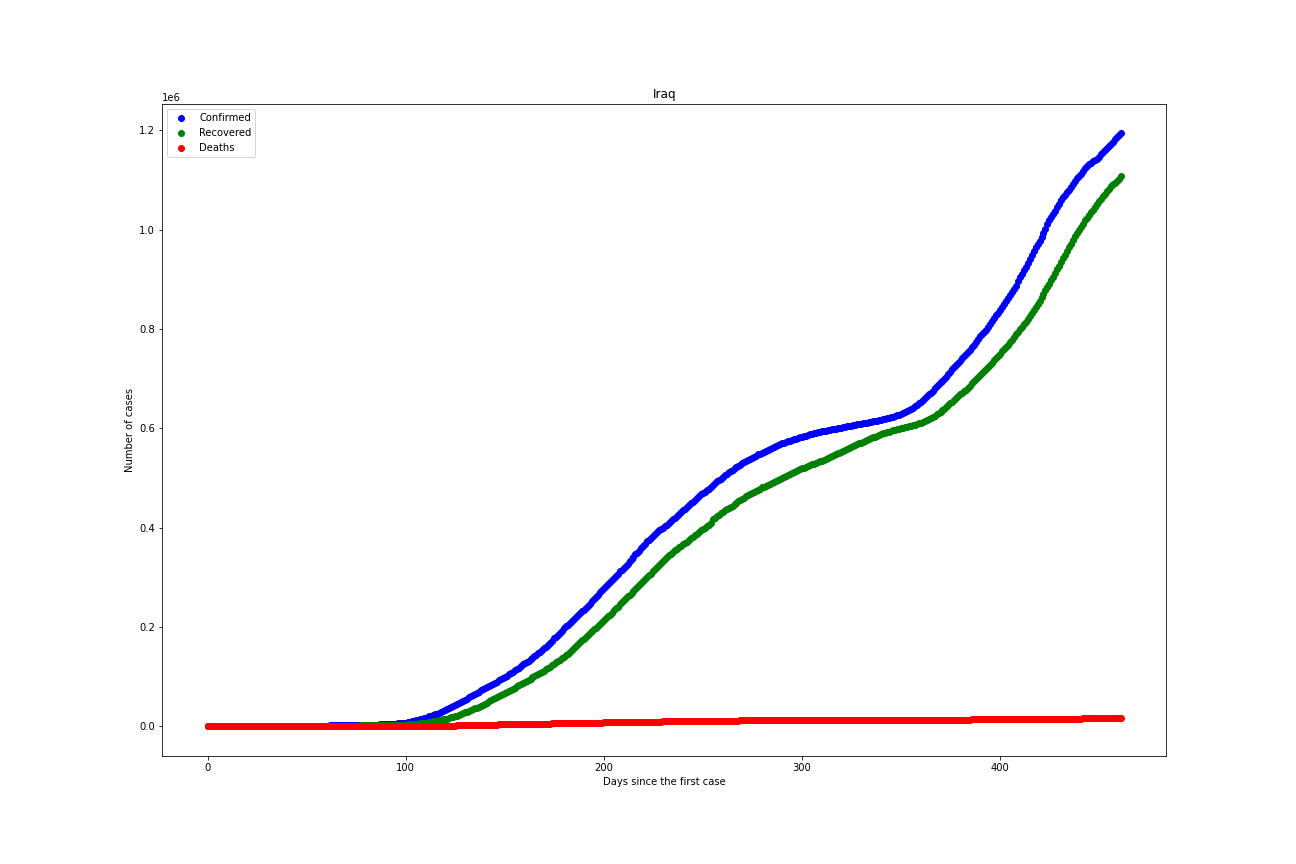 Iraq
1e6
Confirmed
Recovered
Deaths
1.2
1.0
0.8
0.6
0.4
0.2
0.0
Number of cases
0 100 200 300 400
Days since the first case